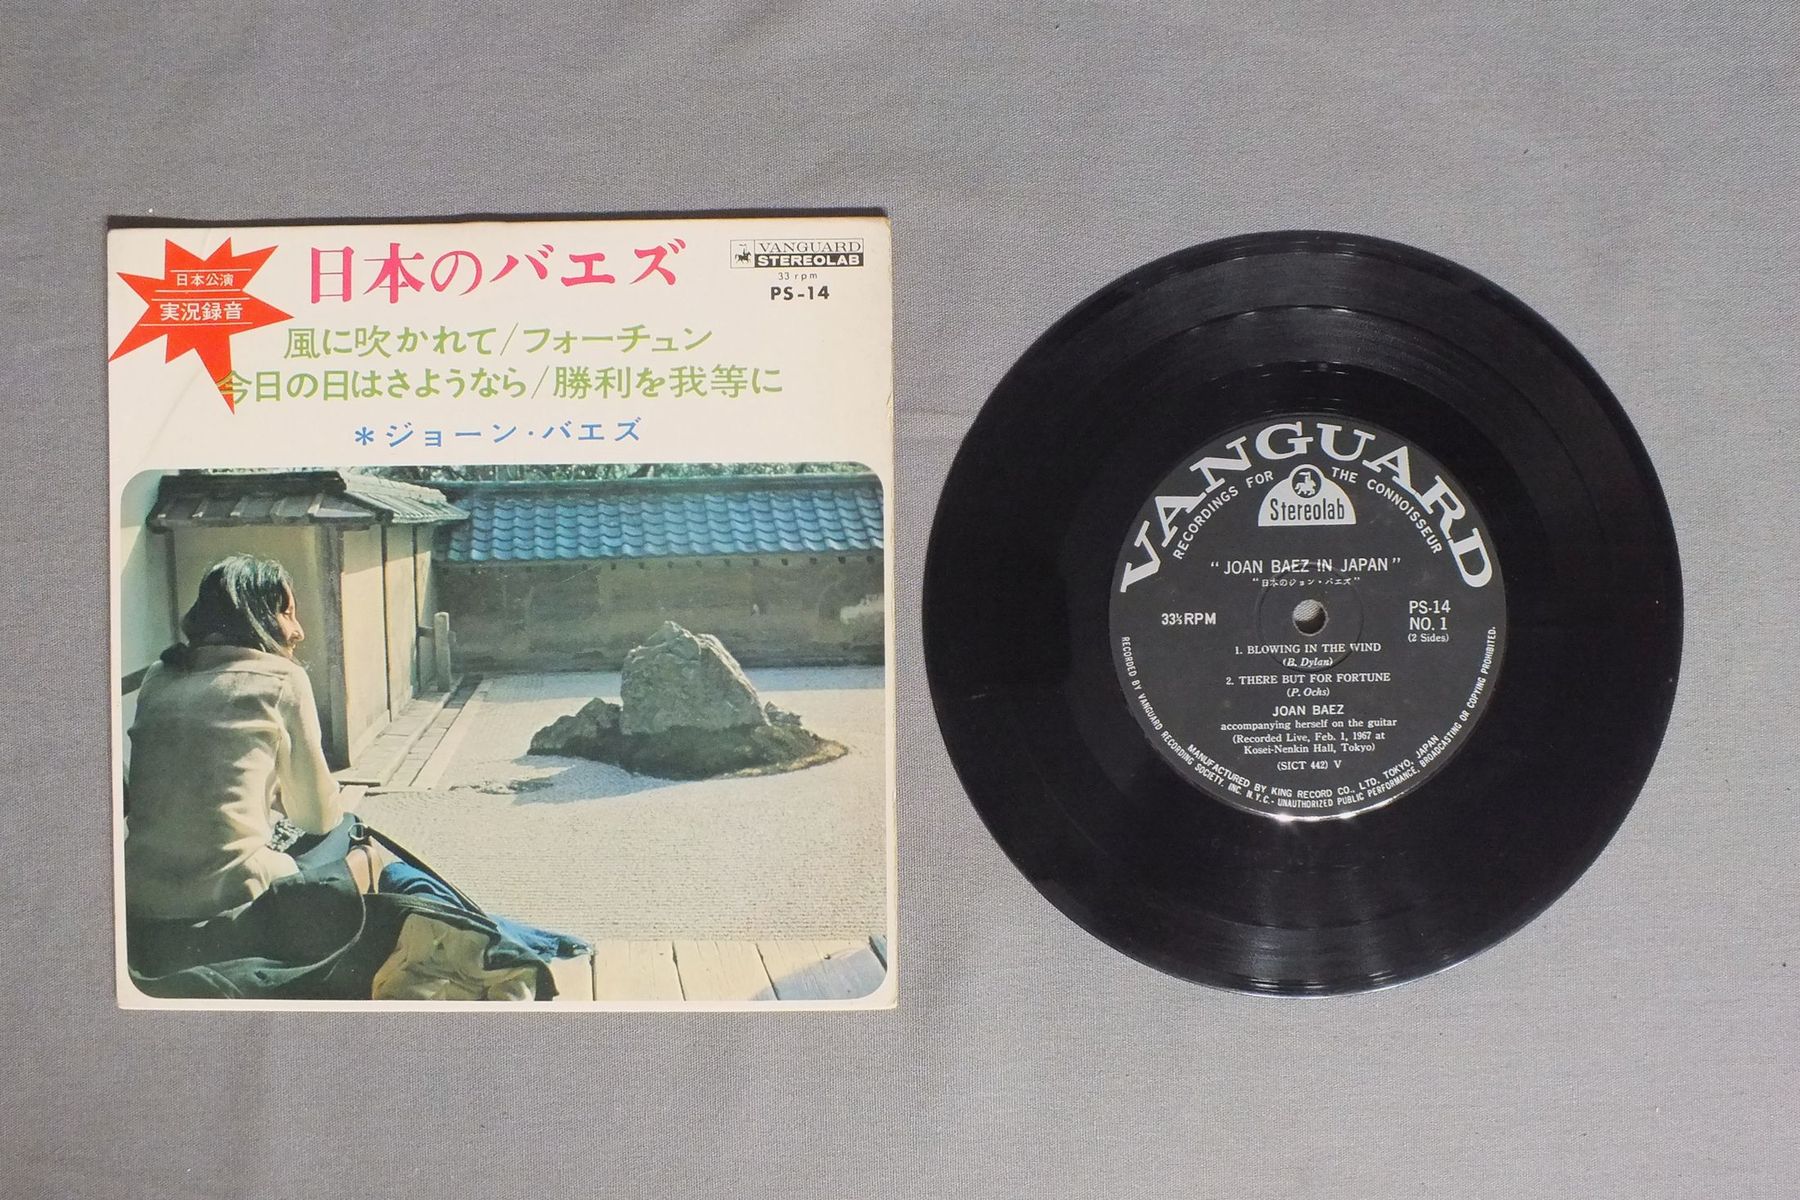 日本公演
実況録音
日本のバエズ
VANGUARD
STEREOLAB
33 rpm
PS-14
風に吹かれて/フォーチュン
今日の日はさようなら/勝利を我等に
*ジョーン・バエズ
VANGUARD
RECORDINGS FOR THE CONNOISSEUR
Stereolab
"JOAN BAEZ IN JAPAN"
"日本のジョン・バエズ"
33⅓RPM
PS-14
NO. 1
(2 Sides)
1. BLOWING IN THE WIND
(B. Dylan)
2. THERE BUT FOR FORTUNE
(P. Ochs)
JOAN BAEZ
accompanying herself on the guitar
(Recorded Live, Feb. 1, 1967 at
Kosei-Nenkin Hall, Tokyo)
(SICT 442) V
MANUFACTURED BY KING RECORD CO., LTD. TOKYO, JAPAN
RECORDED BY VANGUARD RECORDING SOCIETY, INC. N.Y.C.- UNAUTHORIZED PUBLIC PERFORMANCE, BROADCASTING OR COPYING PROHIBITED.